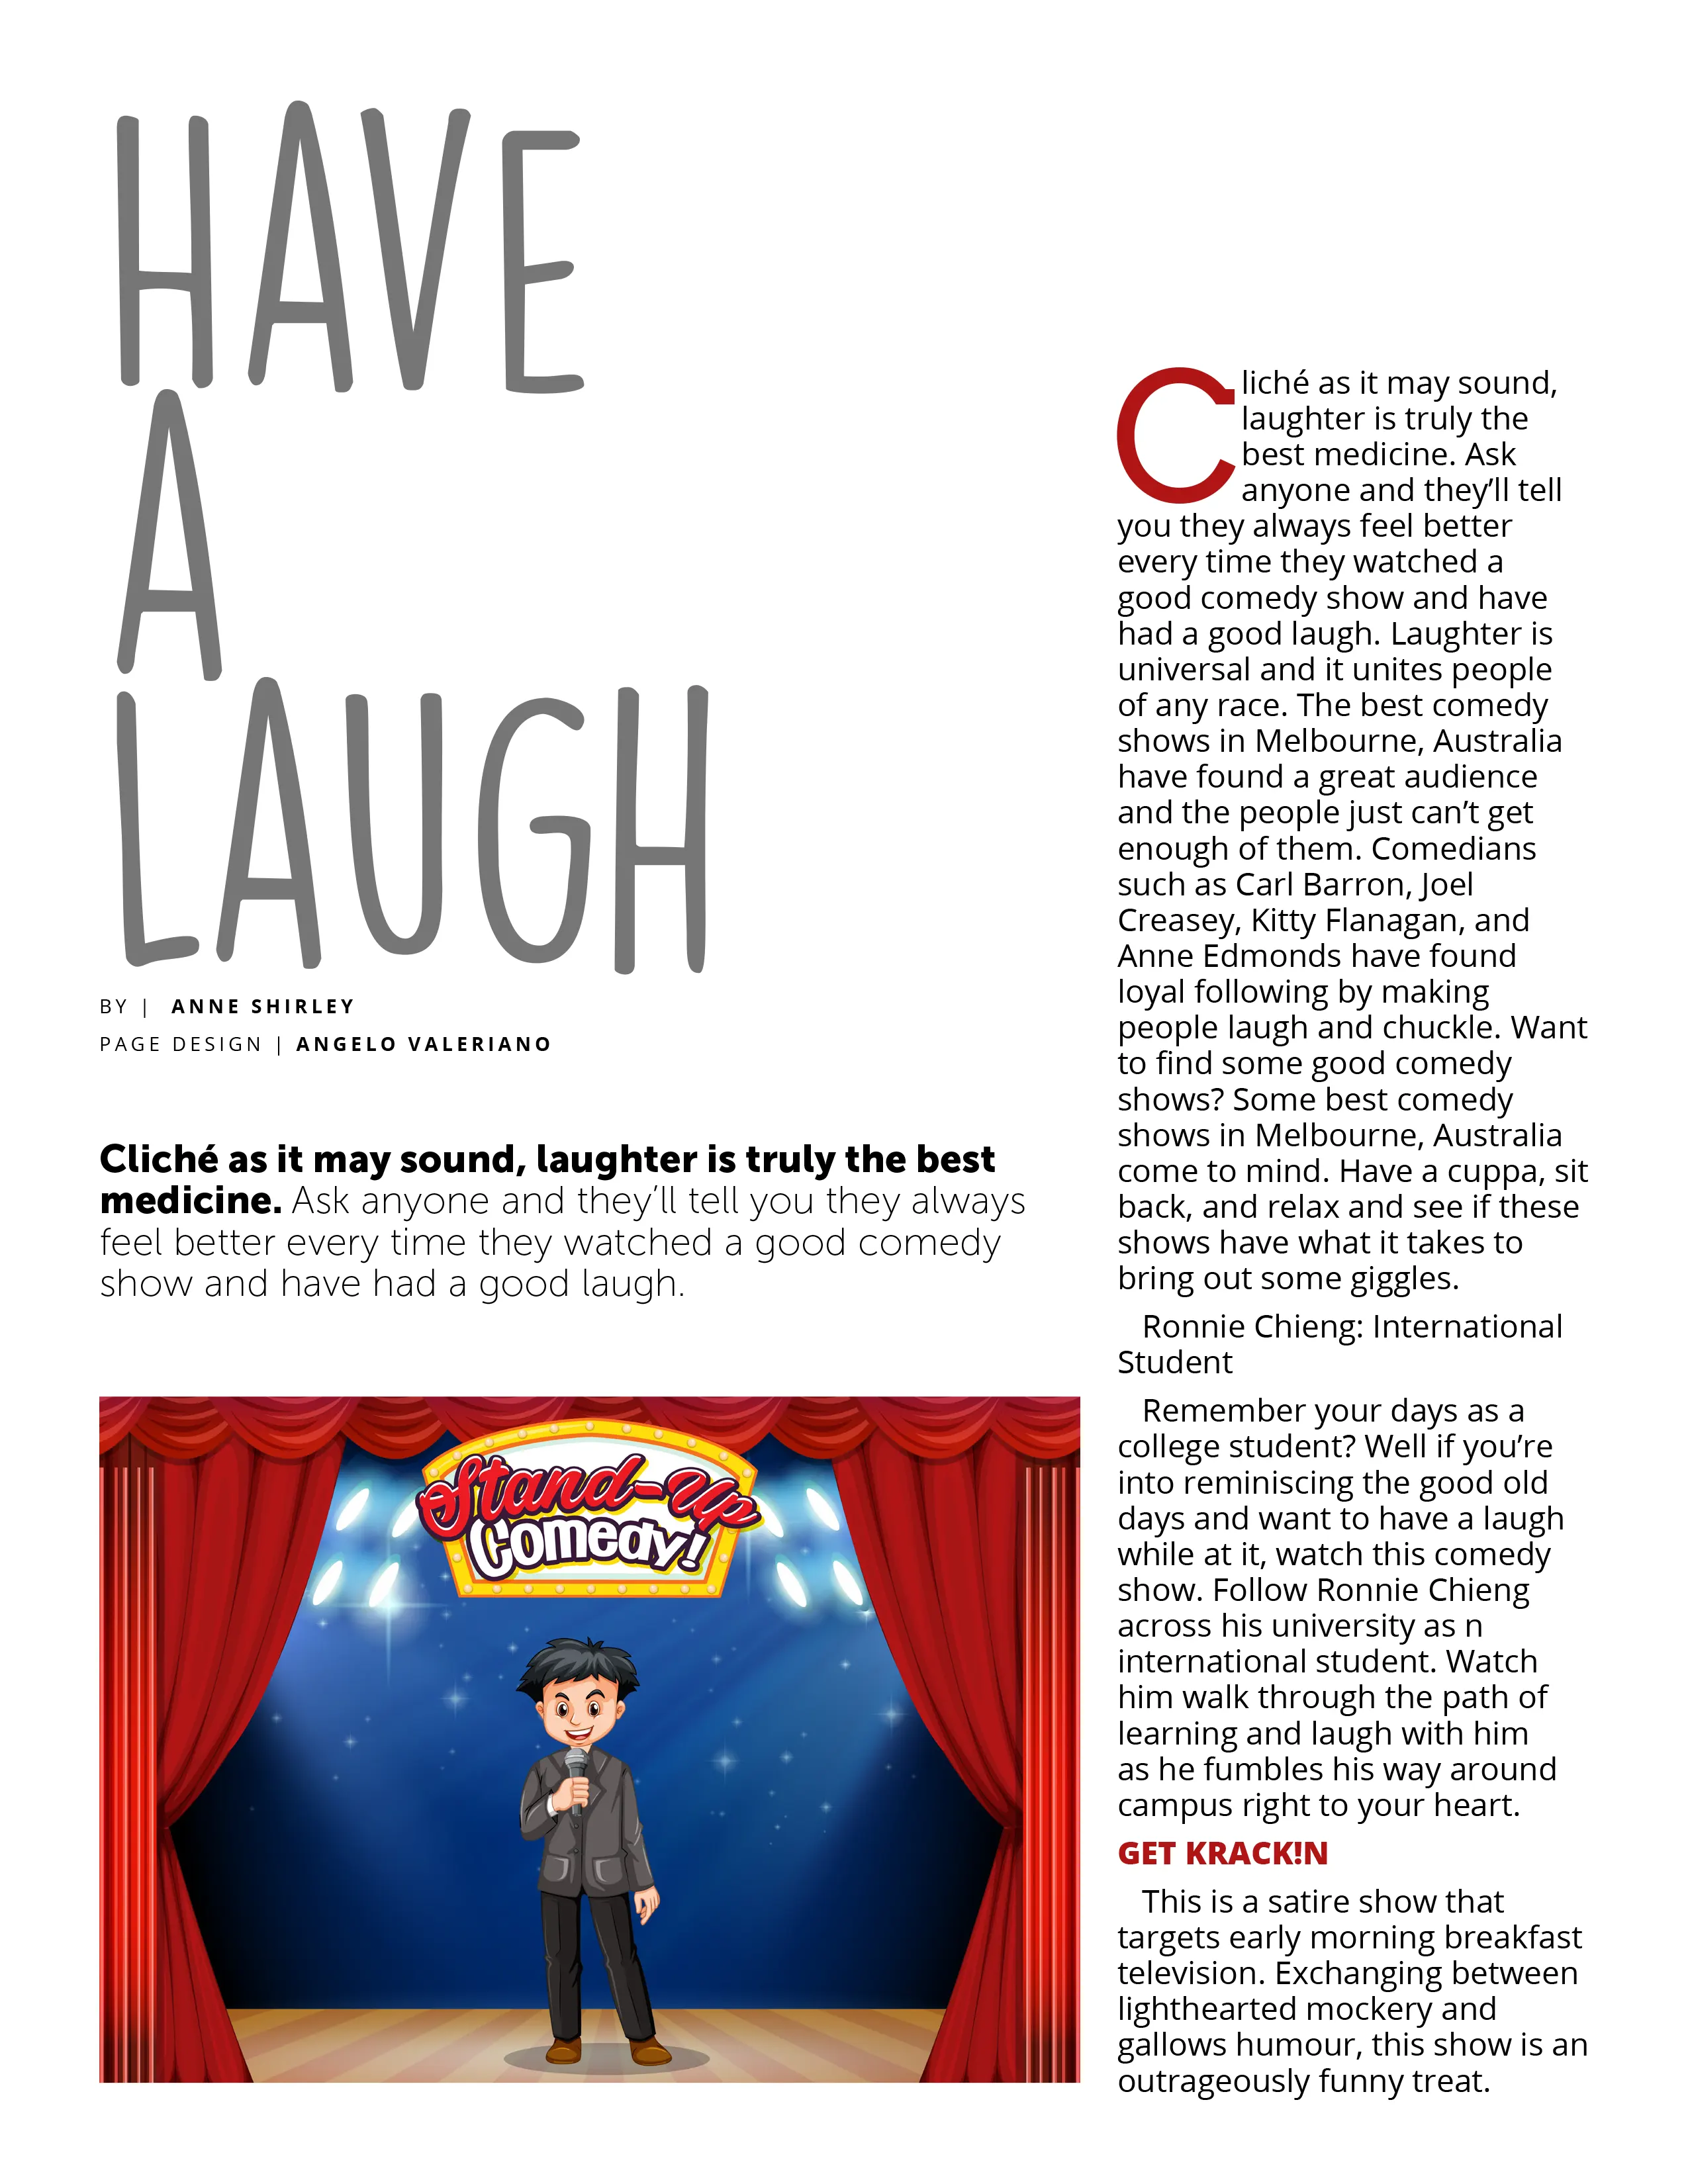 HAVE
A
LAUGH
BY | ANNE SHIRLEY
PAGE DESIGN | ANGELO VALERIANO
Cliché as it may sound, laughter is truly the best
medicine. Ask anyone and they’ll tell you they always
feel better every time they watched a good comedy
show and have had a good laugh.
Stand-Up
Comedy!
Cliché as it may sound,
laughter is truly the
best medicine. Ask
anyone and they’ll tell
you they always feel better
every time they watched a
good comedy show and have
had a good laugh. Laughter is
universal and it unites people
of any race. The best comedy
shows in Melbourne, Australia
have found a great audience
and the people just can’t get
enough of them. Comedians
such as Carl Barron, Joel
Creasey, Kitty Flanagan, and
Anne Edmonds have found
loyal following by making
people laugh and chuckle. Want
to find some good comedy
shows? Some best comedy
shows in Melbourne, Australia
come to mind. Have a cuppa, sit
back, and relax and see if these
shows have what it takes to
bring out some giggles.
Ronnie Chieng: International
Student
Remember your days as a
college student? Well if you’re
into reminiscing the good old
days and want to have a laugh
while at it, watch this comedy
show. Follow Ronnie Chieng
across his university as n
international student. Watch
him walk through the path of
learning and laugh with him
as he fumbles his way around
campus right to your heart.
GET KRACK!N
This is a satire show that
targets early morning breakfast
television. Exchanging between
lighthearted mockery and
gallows humour, this show is an
outrageously funny treat.